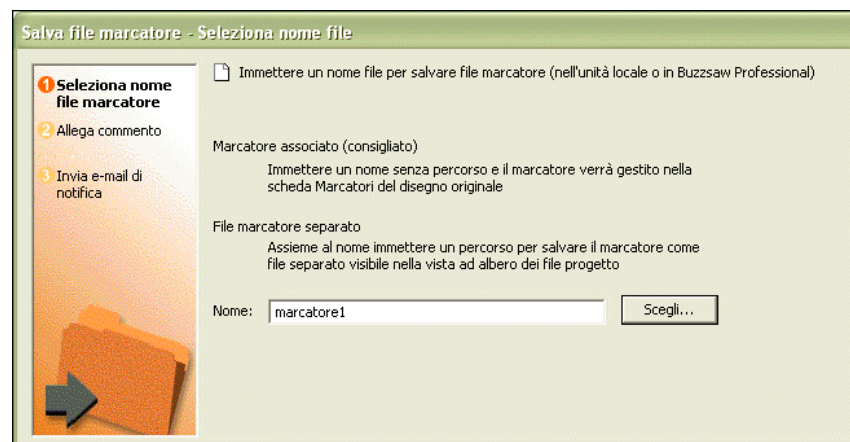 Salva file marcatore - Seleziona nome file
1 Seleziona nome
file marcatore
2 Allega commento
3 Invia e-mail di
notifica
Immettere un nome file per salvare file marcatore (nell'unità locale o in Buzzsaw Professional)
Marcatore associato (consigliato)
Immettere un nome senza percorso e il marcatore verrà gestito nella
scheda Marcatori del disegno originale
File marcatore separato
Assieme al nome immettere un percorso per salvare il marcatore come
file separato visibile nella vista ad albero dei file progetto
Nome: marcatore1 Scegli...